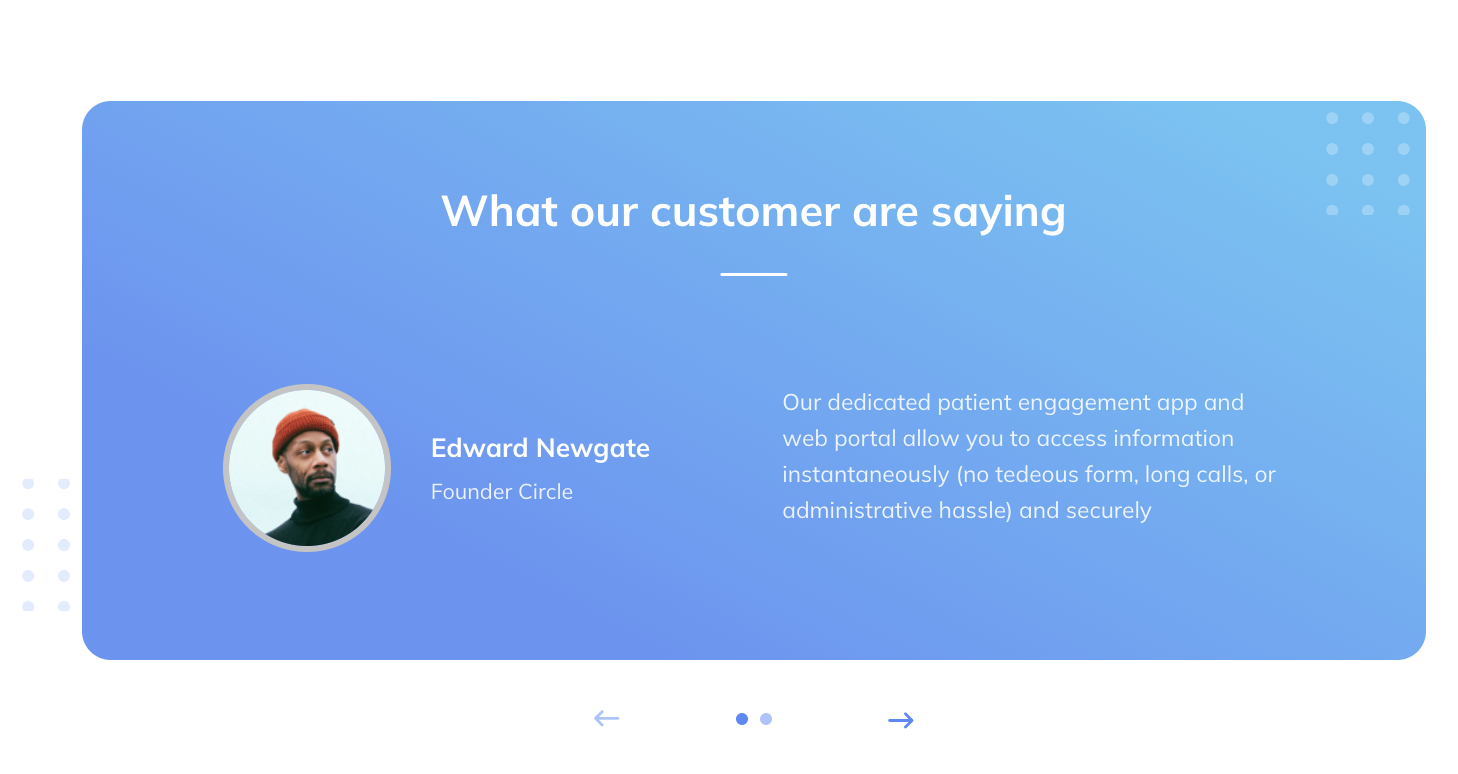 What our customer are saying
Edward Newgate
Founder Circle
Our dedicated patient engagement app and
web portal allow you to access information
instantaneously (no tedeous form, long calls, or
administrative hassle) and securely